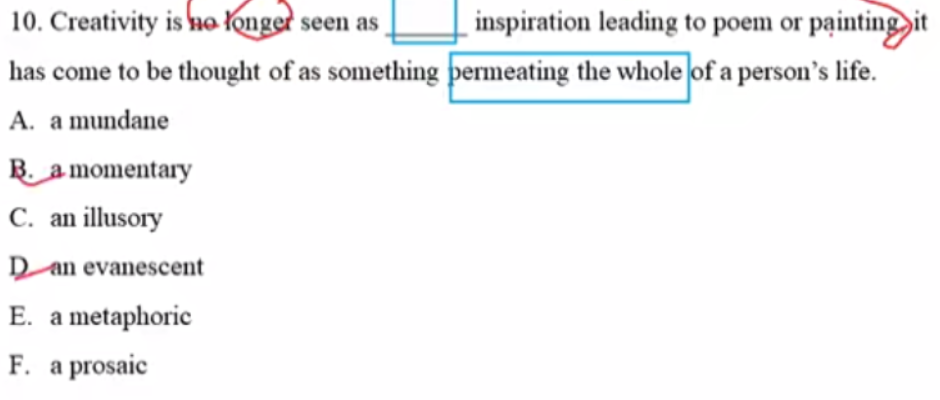 10. Creativity is no longer seen as ______ inspiration leading to poem or painting, it
has come to be thought of as something permeating the whole of a person's life.
A. a mundane
B. a momentary
C. an illusory
D. an evanescent
E. a metaphoric
F. a prosaic